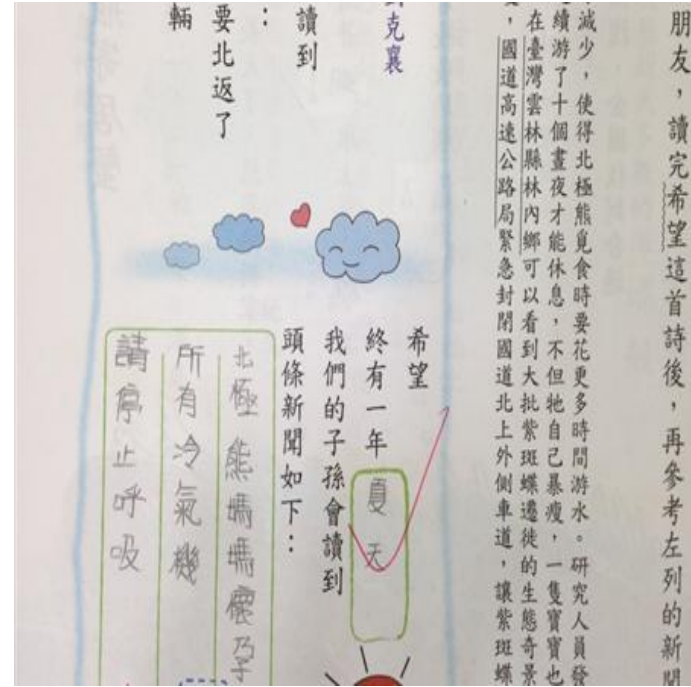 朋友，讀完希望這首詩後，再參考左列的新聞
減少，使得北極熊覓食時要花更多時間游水。研究人員發
續游了十個晝夜才能休息，不但牠自己暴瘦，一隻寶寶也
在臺灣雲林縣林內鄉可以看到大批紫斑蝶遷徙的生態奇景
，國道高速公路局緊急封閉國道北上外側車道，讓紫斑蝶
克襄
讀到
：
要北返了
輛
希望
終有一年夏天
我們的子孫會讀到
頭條新聞如下：
北極熊媽媽懷孕
所有冷氣機
請停止呼吸